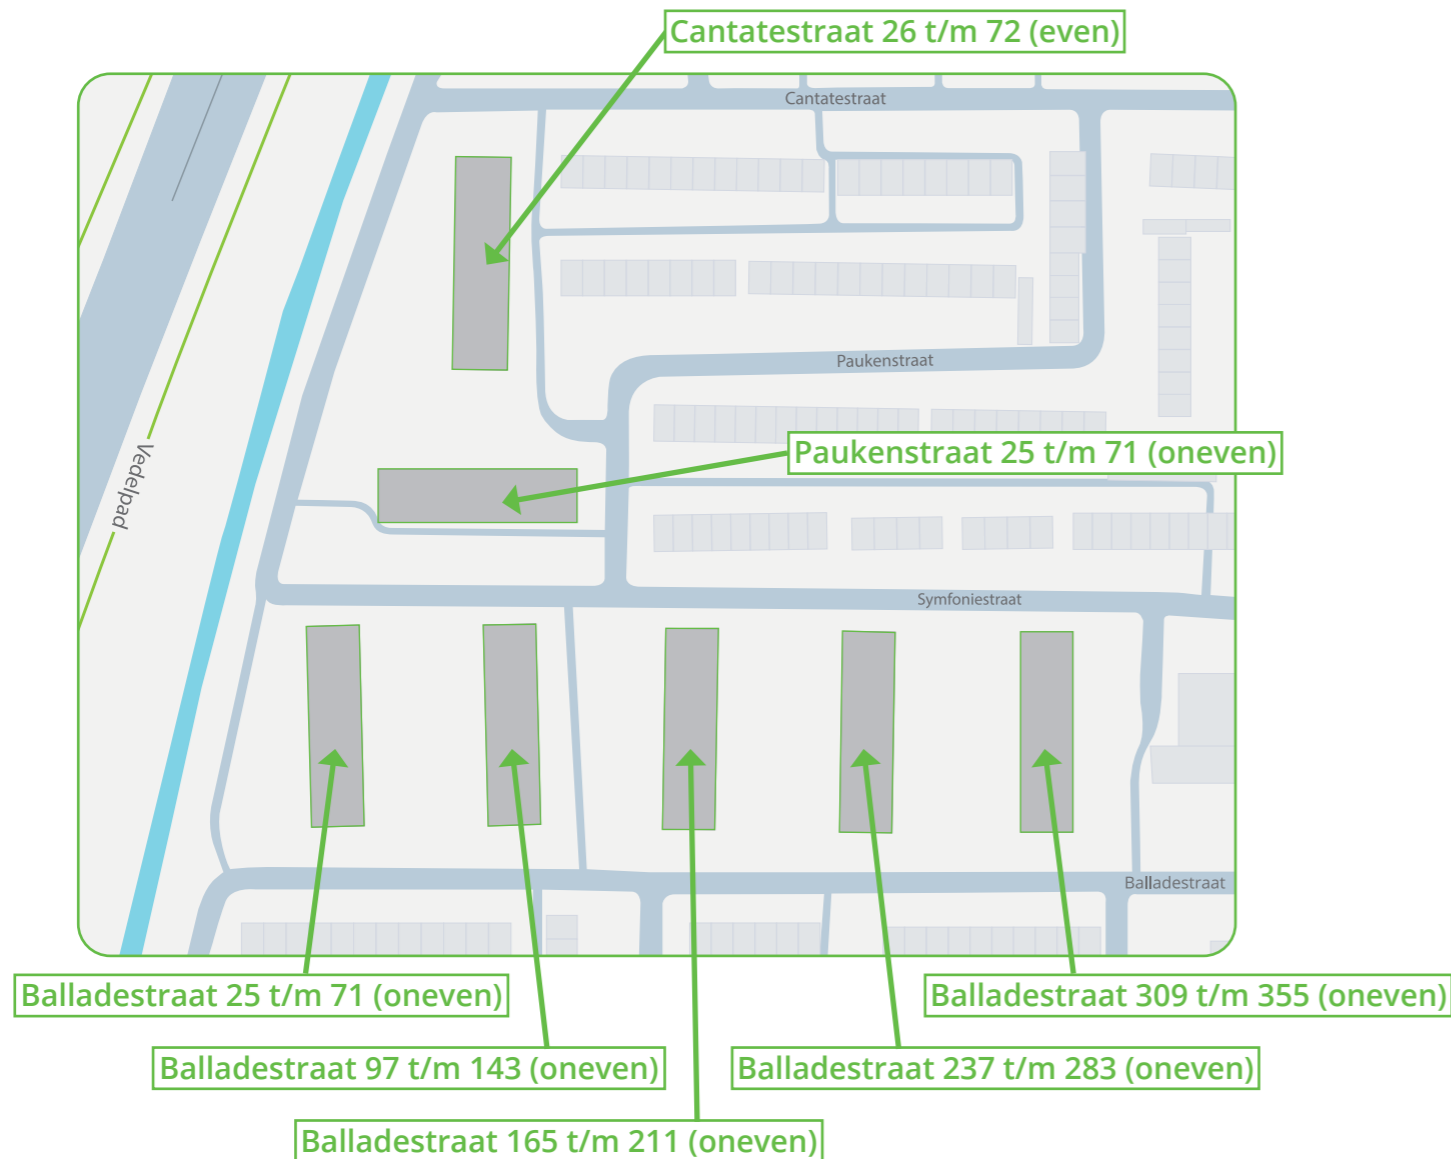 Cantatestraat 26 t/m 72 (even)
Cantatestraat
Paukenstraat
Paukenstraat 25 t/m 71 (oneven)
Vedelpad
Symfoniestraat
Balladestraat
Balladestraat 25 t/m 71 (oneven)
Balladestraat 309 t/m 355 (oneven)
Balladestraat 97 t/m 143 (oneven)
Balladestraat 237 t/m 283 (oneven)
Balladestraat 165 t/m 211 (oneven)